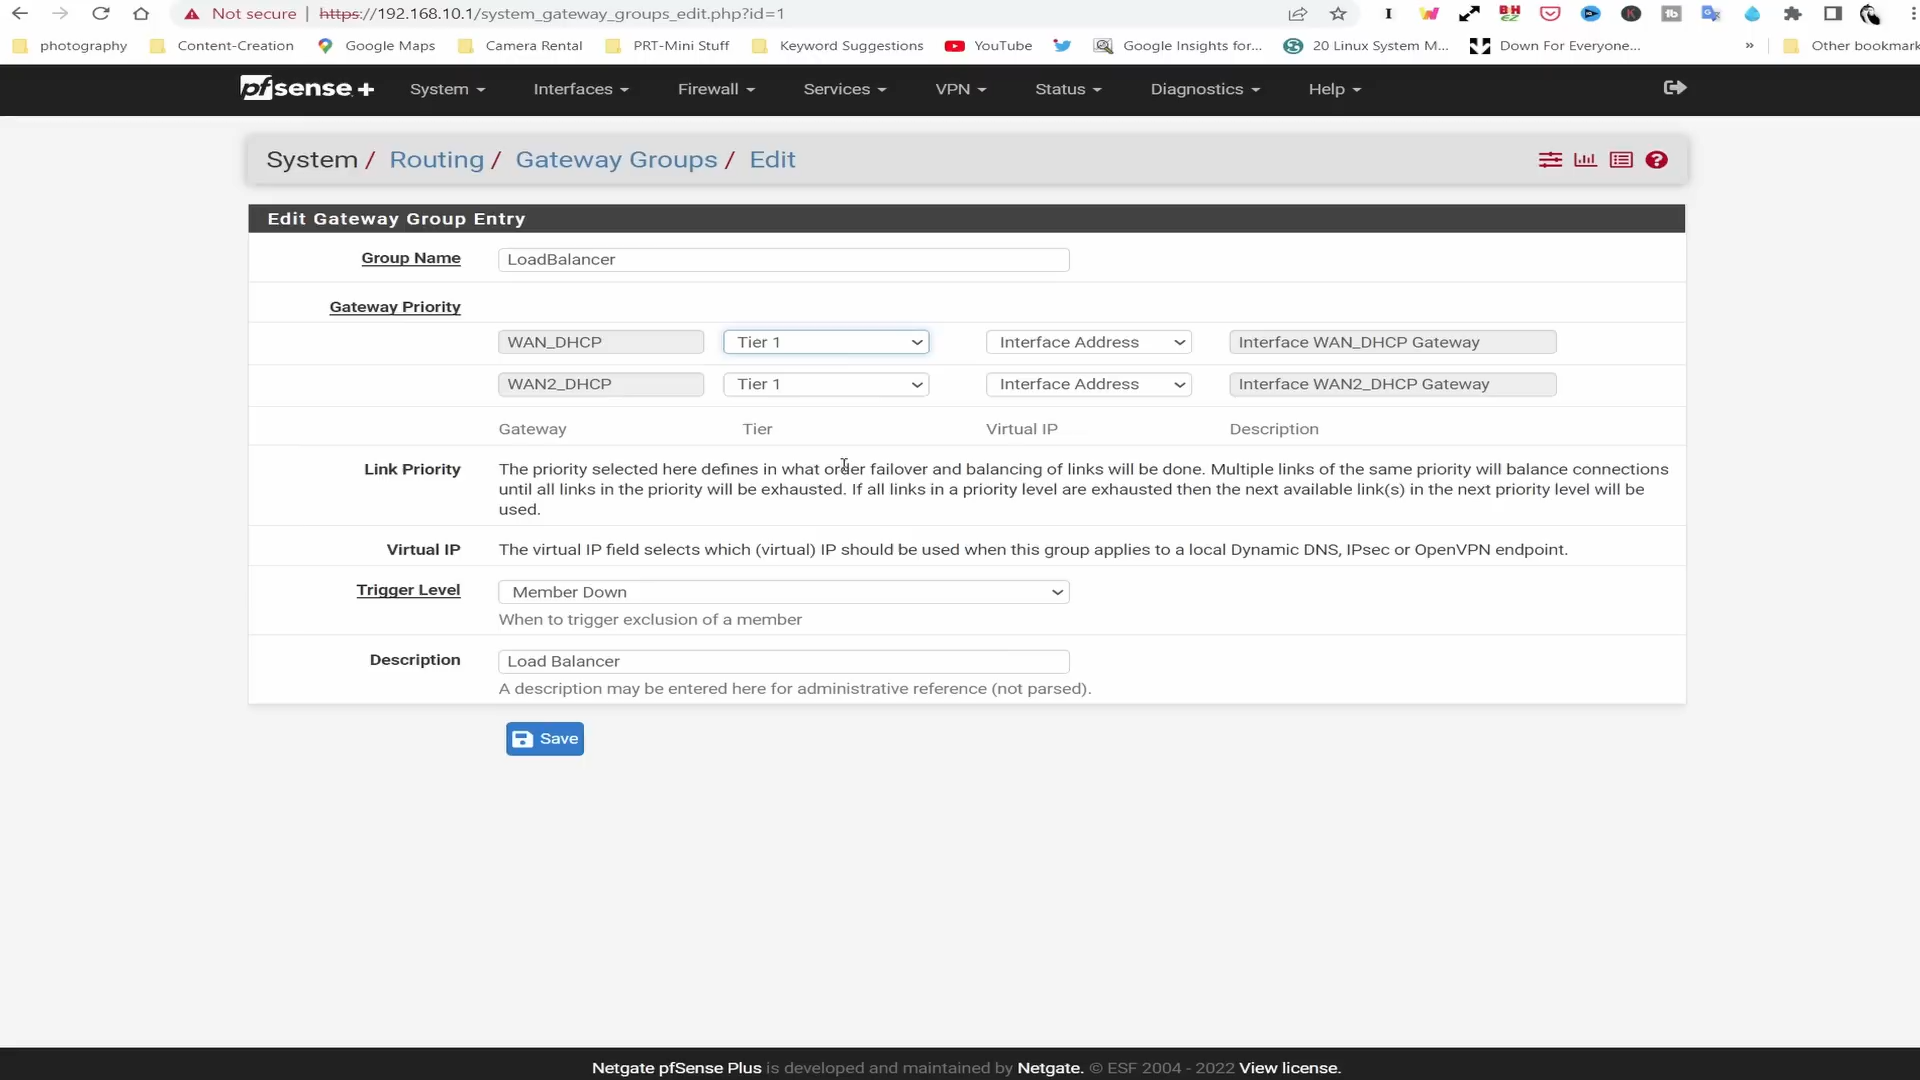 Not secure https://192.168.10.1/system_gateway_groups_edit.php?id=1
photography Content-Creation Google Maps Camera Rental PRT-Mini Stuff Keyword Suggestions YouTube Google Insights for... 20 Linux System M... Down For Everyone... » Other bookmark
pfsense + System Interfaces Firewall Services VPN Status Diagnostics Help
System / Routing / Gateway Groups / Edit
Edit Gateway Group Entry
Group Name LoadBalancer
Gateway Priority
WAN_DHCP Tier 1 Interface Address Interface WAN_DHCP Gateway
WAN2_DHCP Tier 1 Interface Address Interface WAN2_DHCP Gateway
Gateway Tier Virtual IP Description
Link Priority The priority selected here defines in what order failover and balancing of links will be done. Multiple links of the same priority will balance connections
until all links in the priority will be exhausted. If all links in a priority level are exhausted then the next available link(s) in the next priority level will be
used.
Virtual IP The virtual IP field selects which (virtual) IP should be used when this group applies to a local Dynamic DNS, IPsec or OpenVPN endpoint.
Trigger Level Member Down
When to trigger exclusion of a member
Description Load Balancer
A description may be entered here for administrative reference (not parsed).
Save
Netgate pfSense Plus is developed and maintained by Netgate. © ESF 2004 - 2022 View license.